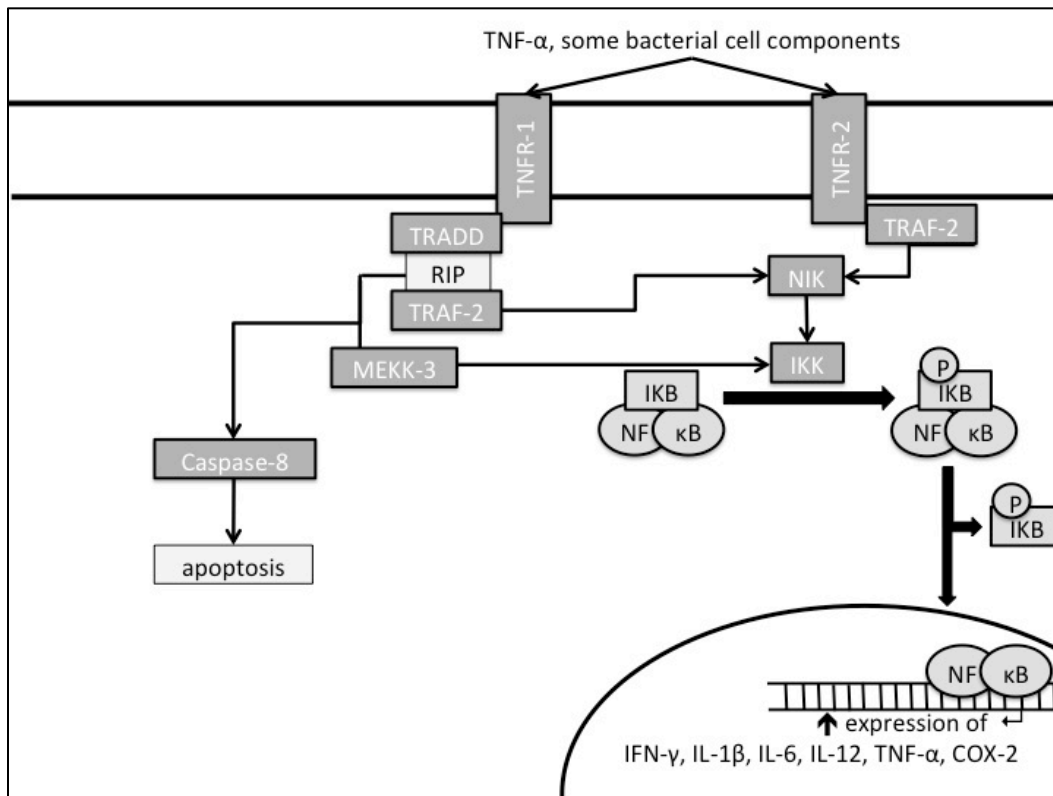 TNF-α, some bacterial cell components
TNFR-1
TNFR-2
TRADD
TRAF-2
RIP
NIK
TRAF-2
MEKK-3
IKK
P
IKB
IKB
NF
κB
NF
κB
Caspase-8
P
IKB
apoptosis
NF
κB
expression of
IFN-γ, IL-1β, IL-6, IL-12, TNF-α, COX-2